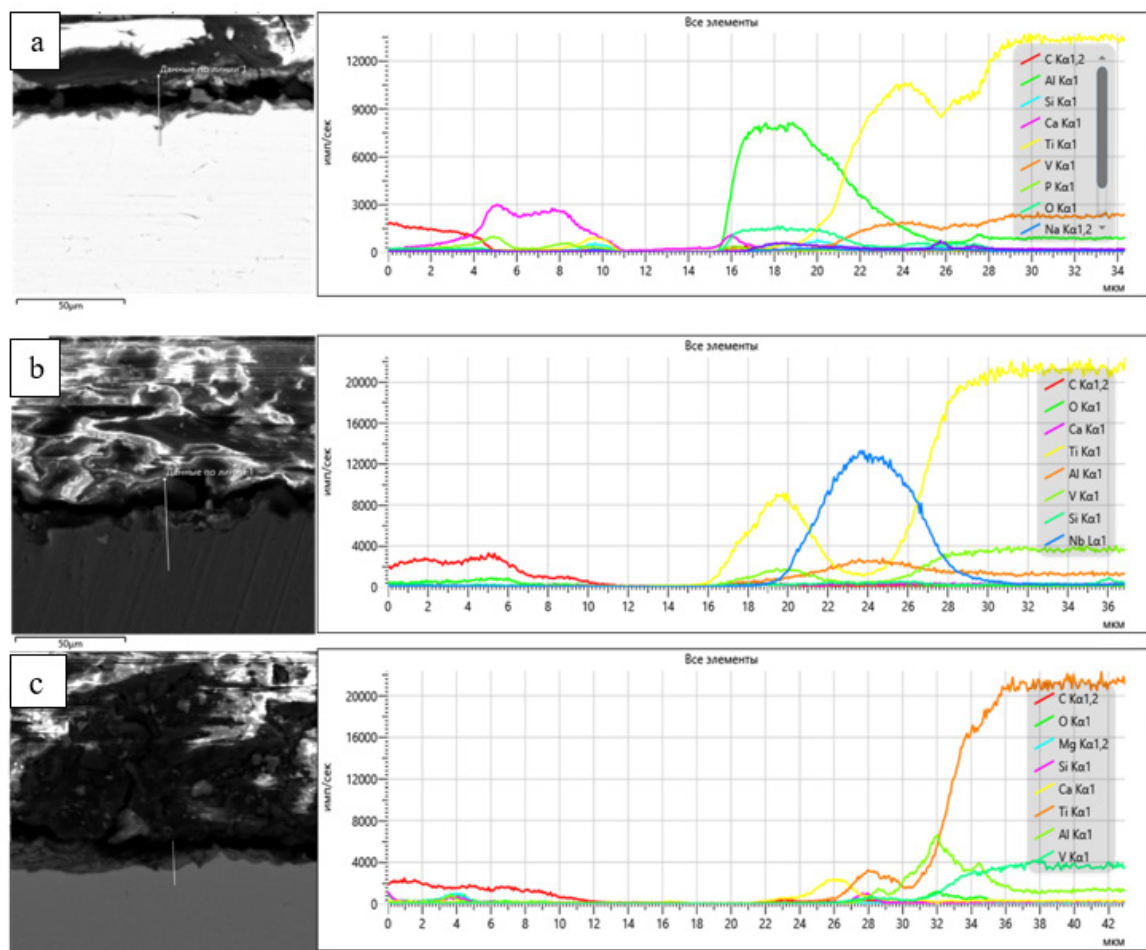 a
Данные по линии 1
50μm
Все элементы
имп/сек
12000
9000
6000
3000
0
0 2 4 6 8 10 12 14 16 18 20 22 24 26 28 30 32 34
мкм
C Kα1,2
Al Kα1
Si Kα1
Ca Kα1
Ti Kα1
V Kα1
P Kα1
O Kα1
Na Kα1,2
b
Данные по линии 1
50μm
Все элементы
имп/сек
20000
16000
12000
8000
4000
0
0 2 4 6 8 10 12 14 16 18 20 22 24 26 28 30 32 34 36
мкм
C Kα1,2
O Kα1
Ca Kα1
Ti Kα1
Al Kα1
V Kα1
Si Kα1
Nb Lα1
c
Все элементы
имп/сек
20000
16000
12000
8000
4000
0
0 2 4 6 8 10 12 14 16 18 20 22 24 26 28 30 32 34 36 38 40 42
мкм
C Kα1,2
O Kα1
Mg Kα1,2
Si Kα1
Ca Kα1
Ti Kα1
Al Kα1
V Kα1